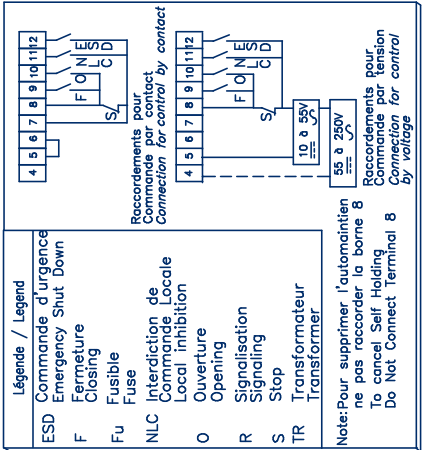 Légende / Legend
ESD Commande d'urgence
Emergency Shut Down
F Fermeture
Closing
Fu Fusible
Fuse
NLC Interdiction de
Commande Locale
Local inhibition
O Ouverture
Opening
R Signalisation
Signaling
S Stop
TR Transformateur
Transformer
Note: Pour supprimer l'automaintien
ne pas raccorder la borne 8
To cancel Self Holding
Do Not Connect Terminal 8
4 5 6 7 8 9 10 11 12
S
F
O
NLC
ESD
Raccordements pour
Commande par contact
Connection for control by contact
4 5 6 7 8 9 10 11 12
S
F
O
NLC
ESD
10 à 55V
55 à 250V
Raccordements pour
Commande par tension
Connection for control
by voltage